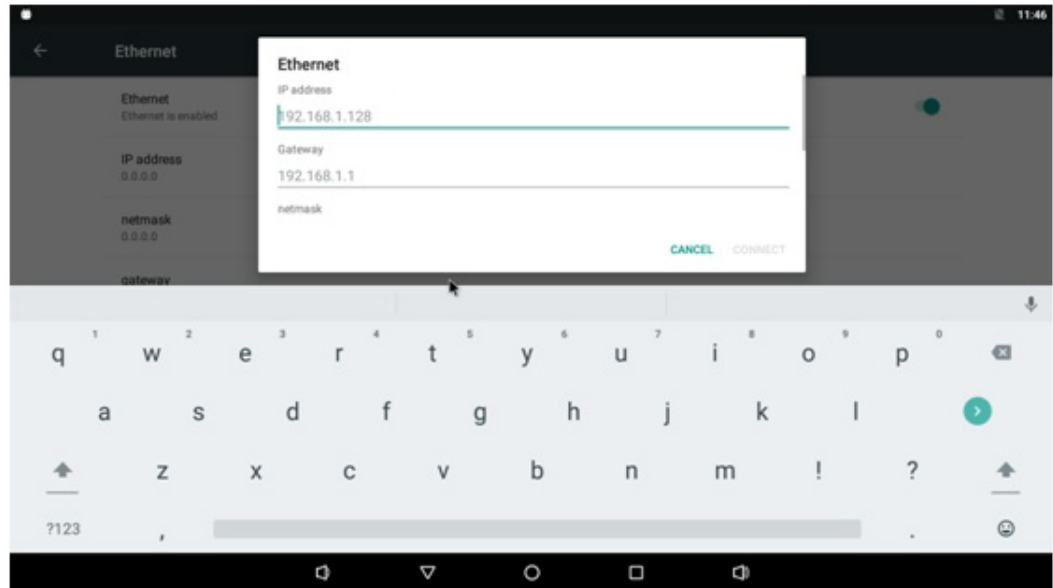 11:46
Ethernet
Ethernet
Ethernet is enabled
IP address
0.0.0.0
netmask
0.0.0.0
gateway
Ethernet
IP address
192.168.1.128
Gateway
192.168.1.1
netmask
CANCEL CONNECT
1 2 3 4 5 6 7 8 9 0
q w e r t y u i o p
a s d f g h j k l
z x c v b n m ! ?
?123 , .